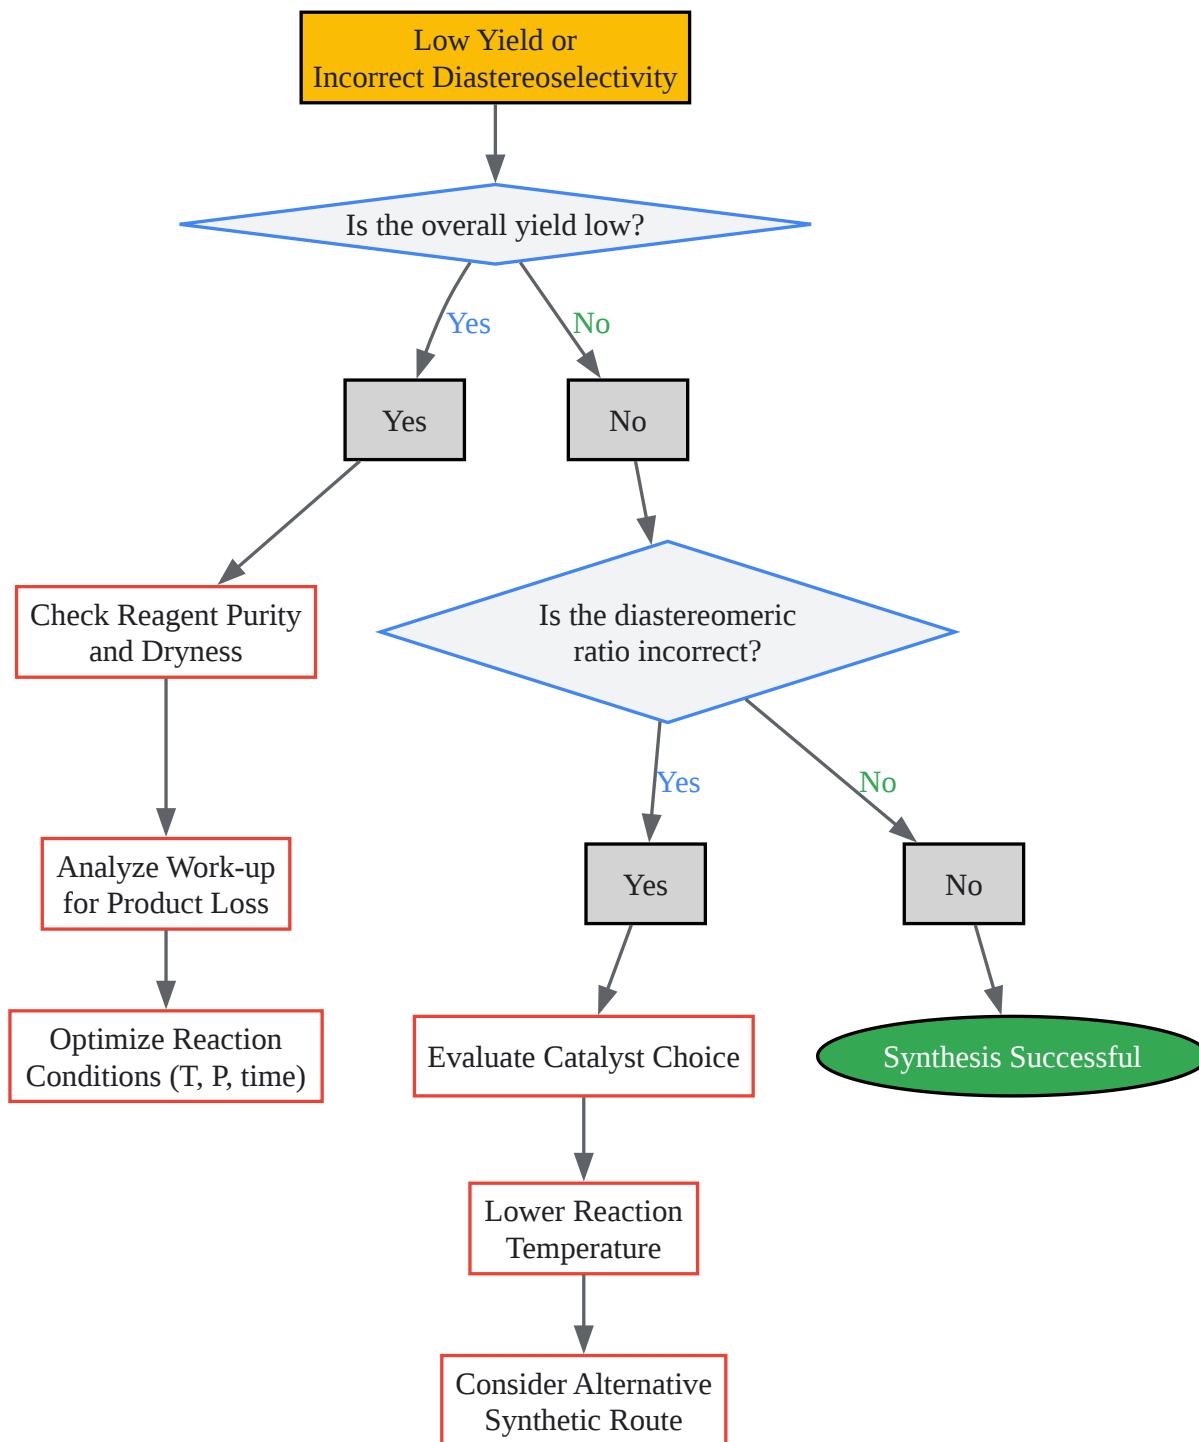 Low Yield or
Incorrect Diastereoselectivity
Is the overall yield low?
Yes
No
Yes
No
Check Reagent Purity
and Dryness
Is the diastereomeric
ratio incorrect?
Yes
No
Analyze Work-up
for Product Loss
Yes
No
Optimize Reaction
Conditions (T, P, time)
Evaluate Catalyst Choice
Synthesis Successful
Lower Reaction
Temperature
Consider Alternative
Synthetic Route